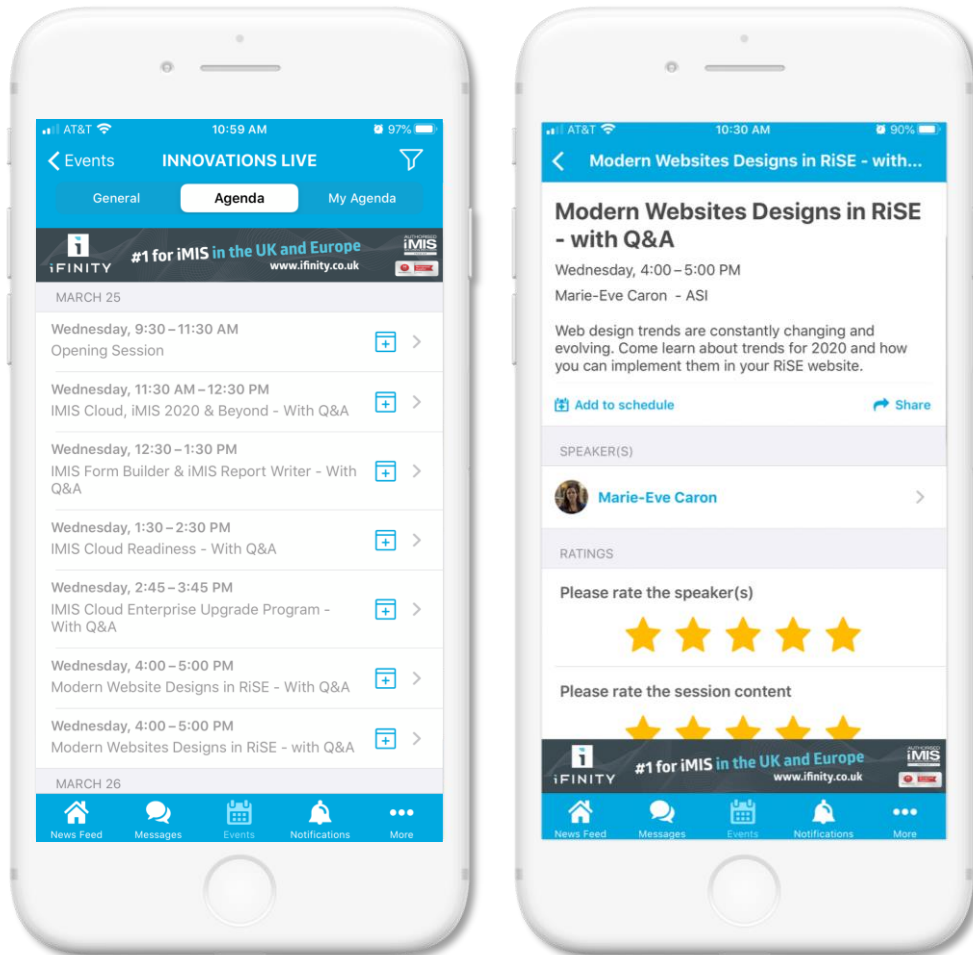 AT&T
10:59 AM
97%
Events
INNOVATIONS LIVE
General
Agenda
My Agenda
iFINITY
#1 for iMIS in the UK and Europe
www.ifinity.co.uk
iMIS
MARCH 25
Wednesday, 9:30 – 11:30 AM
Opening Session
Wednesday, 11:30 AM – 12:30 PM
IMIS Cloud, iMIS 2020 & Beyond - With Q&A
Wednesday, 12:30 – 1:30 PM
IMIS Form Builder & iMIS Report Writer - With
Q&A
Wednesday, 1:30 – 2:30 PM
IMIS Cloud Readiness - With Q&A
Wednesday, 2:45 – 3:45 PM
IMIS Cloud Enterprise Upgrade Program -
With Q&A
Wednesday, 4:00 – 5:00 PM
Modern Website Designs in RiSE - With Q&A
Wednesday, 4:00 – 5:00 PM
Modern Websites Designs in RiSE - with Q&A
MARCH 26
News Feed
Messages
Events
Notifications
More
AT&T
10:30 AM
90%
Modern Websites Designs in RiSE - with...
Modern Websites Designs in RiSE
- with Q&A
Wednesday, 4:00 – 5:00 PM
Marie-Eve Caron - ASI
Web design trends are constantly changing and
evolving. Come learn about trends for 2020 and how
you can implement them in your RiSE website.
Add to schedule
Share
SPEAKER(S)
Marie-Eve Caron
RATINGS
Please rate the speaker(s)
Please rate the session content
iFINITY
#1 for iMIS in the UK and Europe
www.ifinity.co.uk
iMIS
News Feed
Messages
Events
Notifications
More